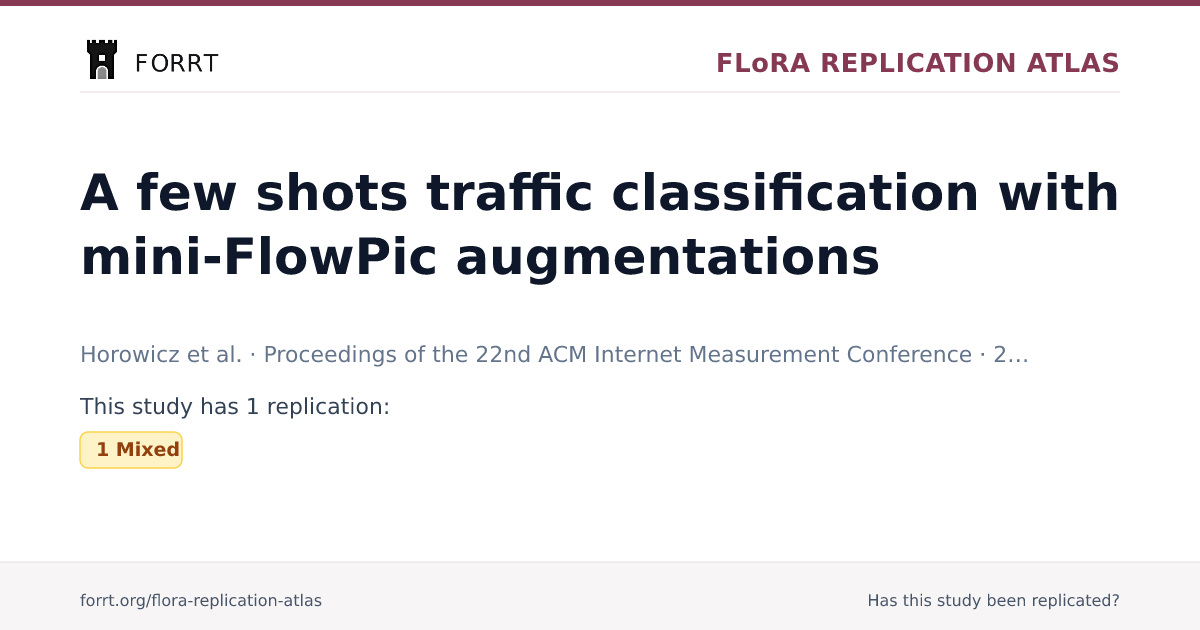 FORRT
FLoRA REPLICATION ATLAS
A few shots traffic classification with
mini-FlowPic augmentations
Horowicz et al. · Proceedings of the 22nd ACM Internet Measurement Conference · 2…
This study has 1 replication:
1 Mixed
forrt.org/flora-replication-atlas
Has this study been replicated?